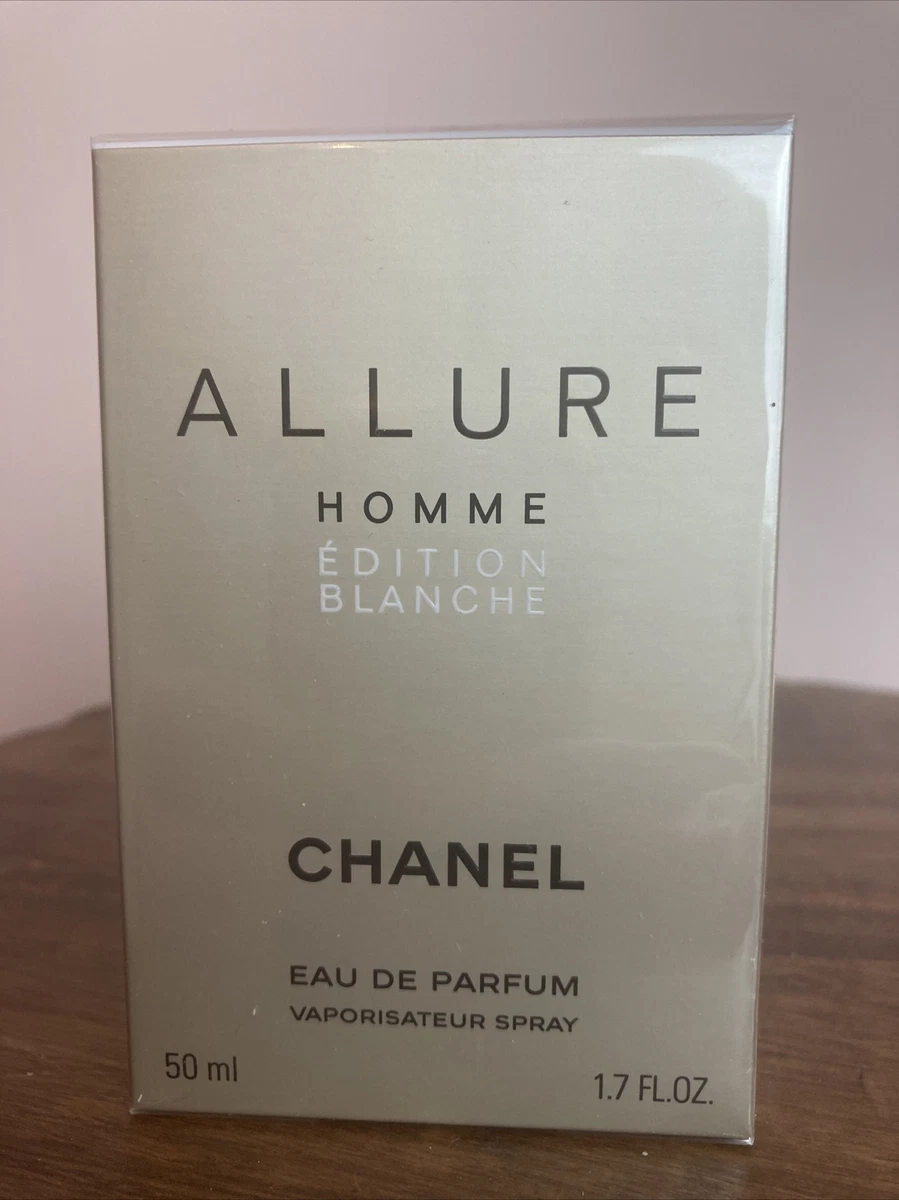 ALLURE
HOMME
ÉDITION
BLANCHE
CHANEL
EAU DE PARFUM
VAPORISATEUR SPRAY
50 ml
1.7 FL.OZ.